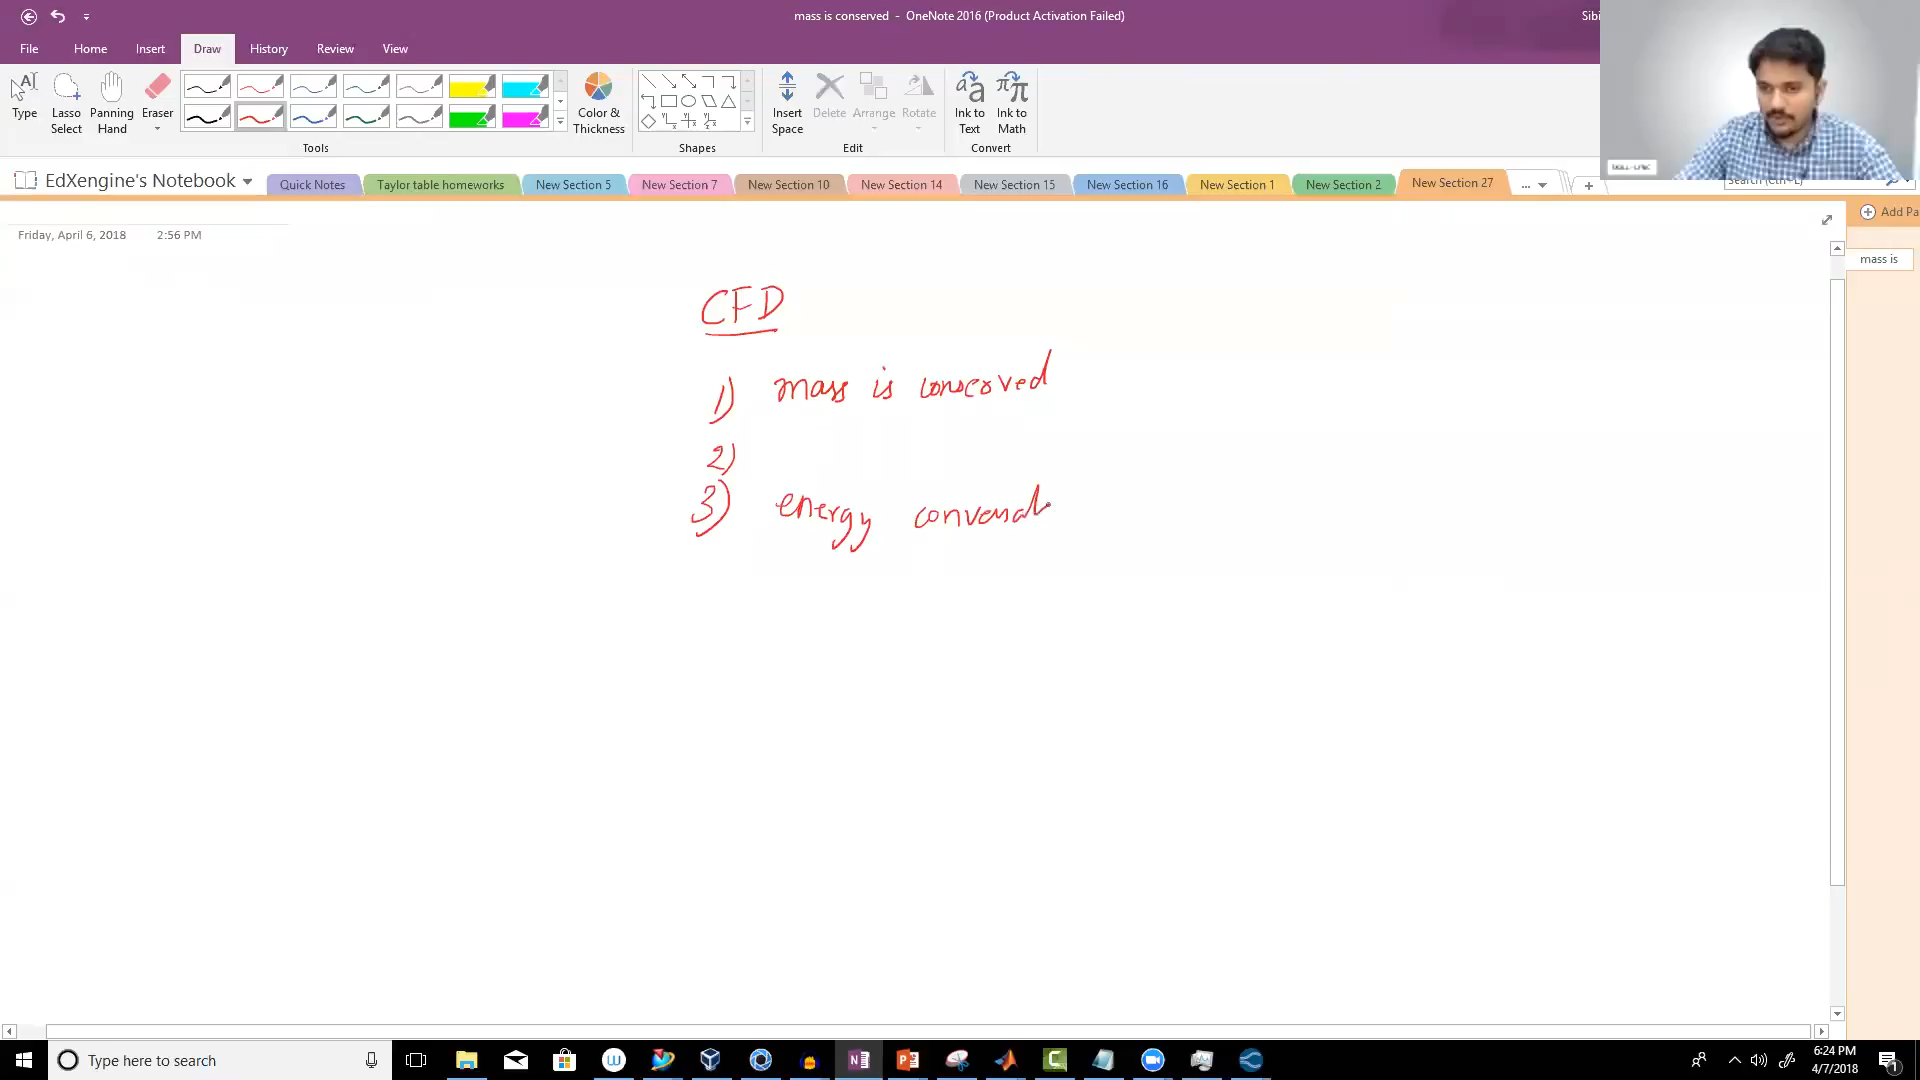 mass is conserved - OneNote 2016 (Product Activation Failed)
Sibi
File Home Insert Draw History Review View
Type Lasso Select Panning Hand Eraser
Color & Thickness
Insert Space Delete Arrange Rotate
Ink to Text Ink to Math
Tools Shapes Edit Convert
EdXengine's Notebook Quick Notes Taylor table homeworks New Section 5 New Section 7 New Section 10 New Section 14 New Section 15 New Section 16 New Section 1 New Section 2 New Section 27 ...
Search (Ctrl+E)
Add Pa
Friday, April 6, 2018 2:56 PM
mass is
CFD
1) mass is conserved
2)
3) energy
Type here to search
6:24 PM
4/7/2018
1